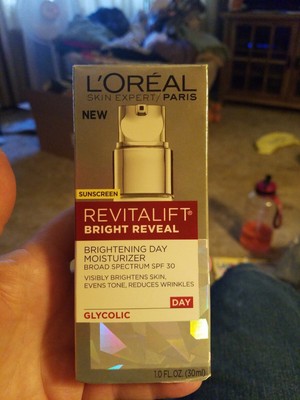 L'ORÉAL
SKIN EXPERT / PARIS
NEW
SUNSCREEN
REVITALIFT®
BRIGHT REVEAL
BRIGHTENING DAY
MOISTURIZER
BROAD SPECTRUM SPF 30
VISIBLY BRIGHTENS SKIN,
EVENS TONE, REDUCES WRINKLES
DAY
GLYCOLIC
1.0 FL. OZ. (30ml)